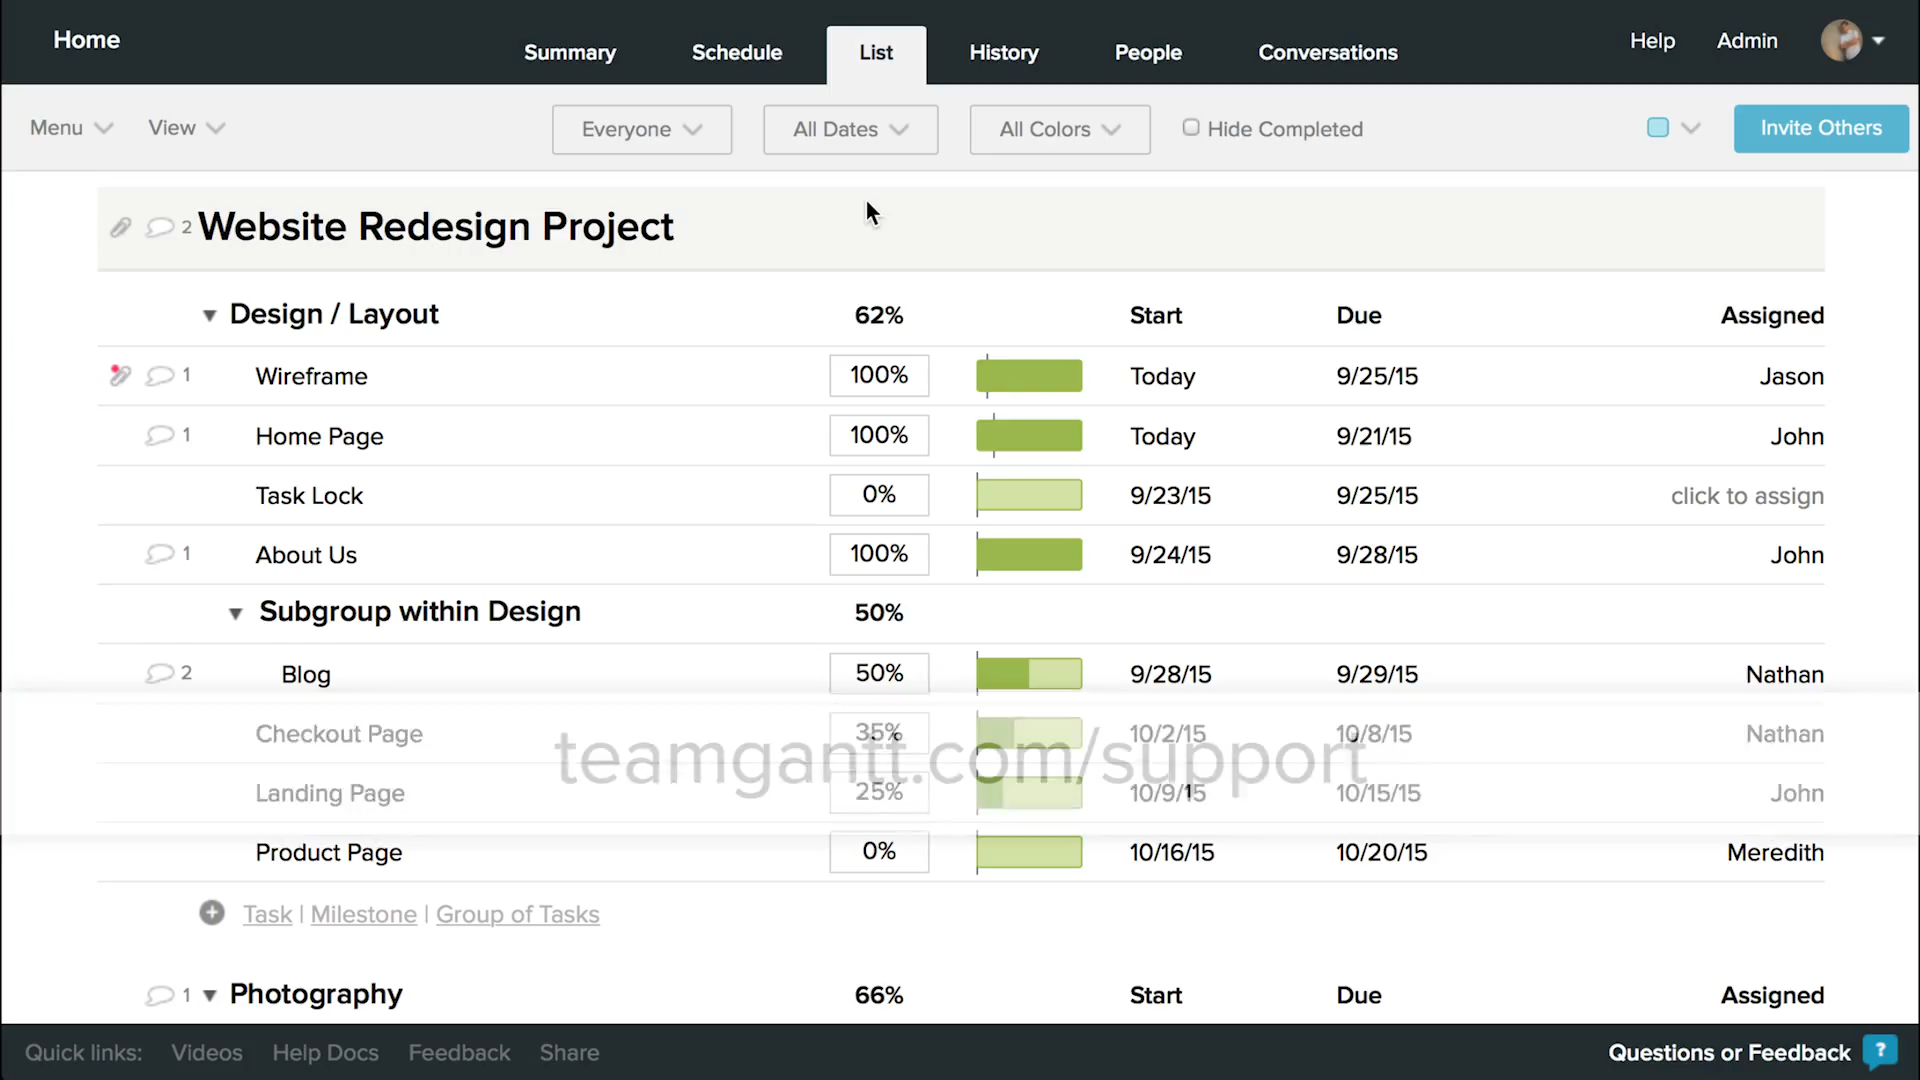 Home Summary Schedule List History People Conversations Help Admin
Menu View Everyone All Dates All Colors Hide Completed Invite Others
2 Website Redesign Project
Design / Layout 62% Start Due Assigned
1 Wireframe 100% Today 9/25/15 Jason
1 Home Page 100% Today 9/21/15 John
Task Lock 0% 9/23/15 9/25/15 click to assign
1 About Us 100% 9/24/15 9/28/15 John
Subgroup within Design 50%
2 Blog 50% 9/28/15 9/29/15 Nathan
Checkout Page 35% 10/2/15 10/8/15 Nathan
teamgantt.com/support
Landing Page 25% 10/9/15 10/15/15 John
Product Page 0% 10/16/15 10/20/15 Meredith
Task | Milestone | Group of Tasks
1 Photography 66% Start Due Assigned
Quick links: Videos Help Docs Feedback Share Questions or Feedback ?